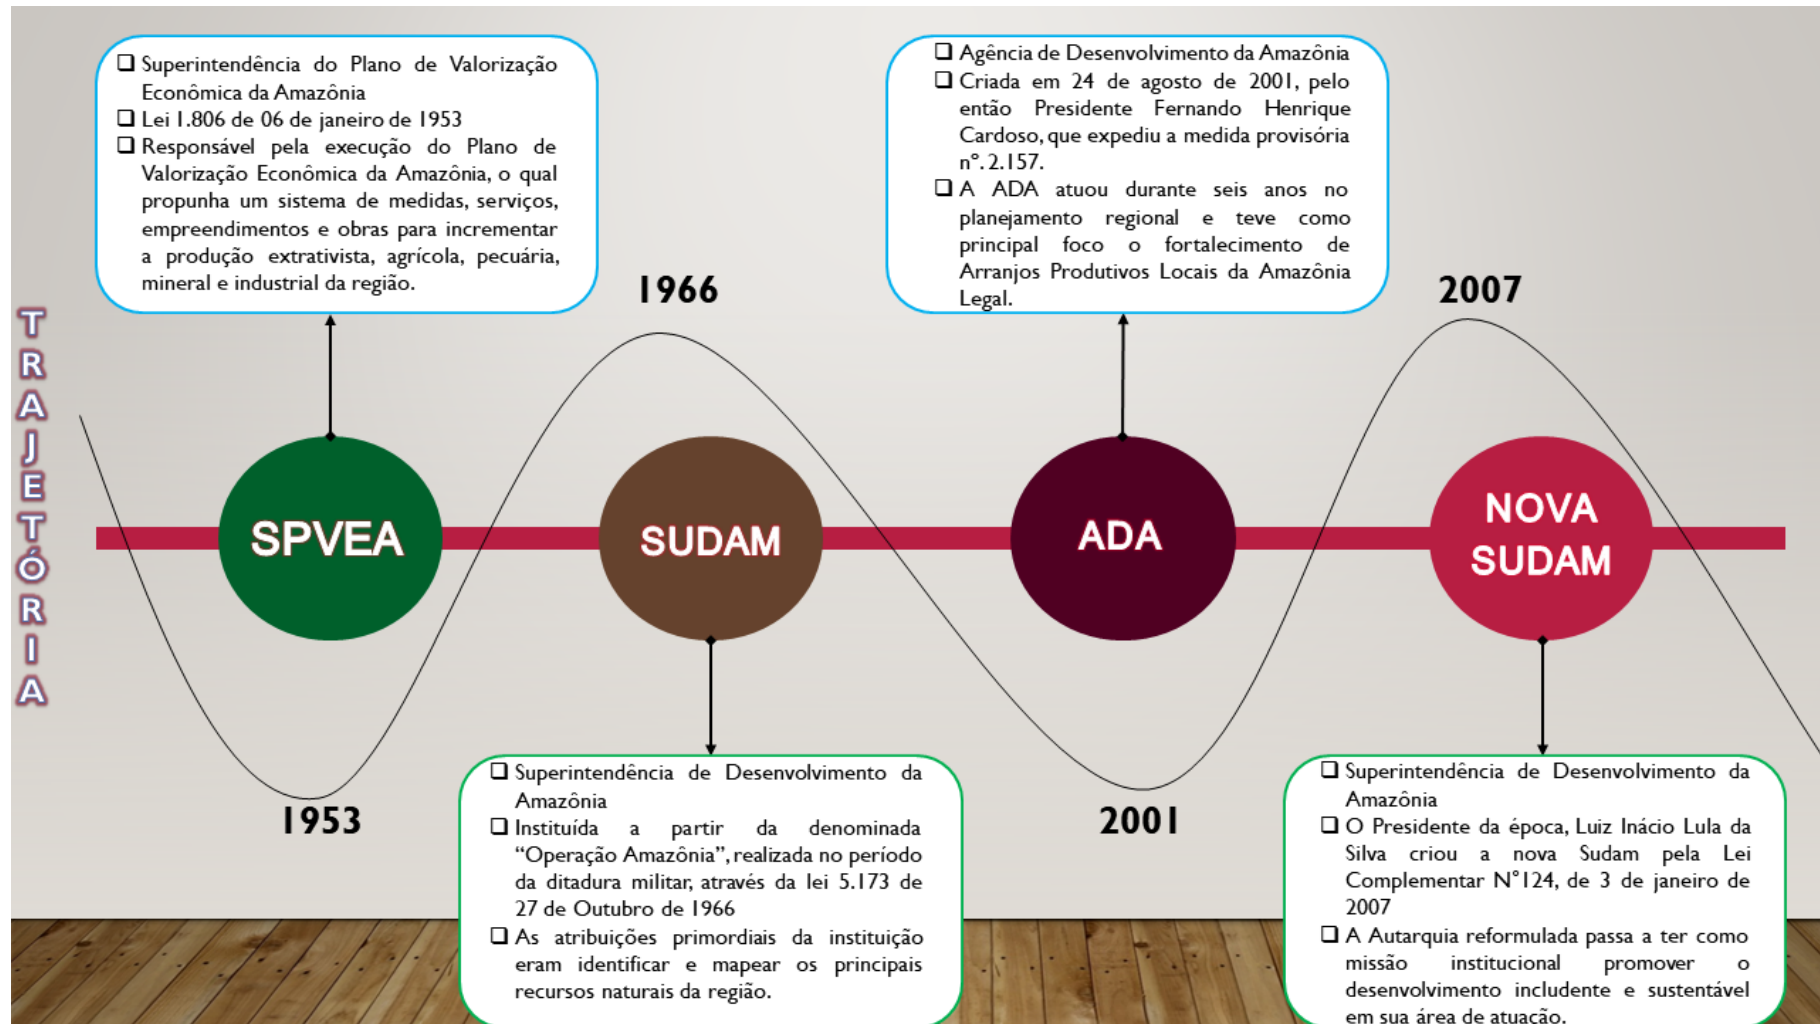 TRAJETÓRIA
❑ Superintendência do Plano de Valorização
Econômica da Amazônia
❑ Lei 1.806 de 06 de janeiro de 1953
❑ Responsável pela execução do Plano de
Valorização Econômica da Amazônia, o qual
propunha um sistema de medidas, serviços,
empreendimentos e obras para incrementar
a produção extrativista, agrícola, pecuária,
mineral e industrial da região.
SPVEA
1953
1966
SUDAM
❑ Superintendência de Desenvolvimento da
Amazônia
❑ Instituída a partir da denominada
“Operação Amazônia”, realizada no período
da ditadura militar, através da lei 5.173 de
27 de Outubro de 1966
❑ As atribuições primordiais da instituição
eram identificar e mapear os principais
recursos naturais da região.
❑ Agência de Desenvolvimento da Amazônia
❑ Criada em 24 de agosto de 2001, pelo
então Presidente Fernando Henrique
Cardoso, que expediu a medida provisória
nº. 2.157.
❑ A ADA atuou durante seis anos no
planejamento regional e teve como
principal foco o fortalecimento de
Arranjos Produtivos Locais da Amazônia
Legal.
ADA
2001
2007
NOVA
SUDAM
❑ Superintendência de Desenvolvimento da
Amazônia
❑ O Presidente da época, Luiz Inácio Lula da
Silva criou a nova Sudam pela Lei
Complementar N°124, de 3 de janeiro de
2007
❑ A Autarquia reformulada passa a ter como
missão institucional promover o
desenvolvimento includente e sustentável
em sua área de atuação.